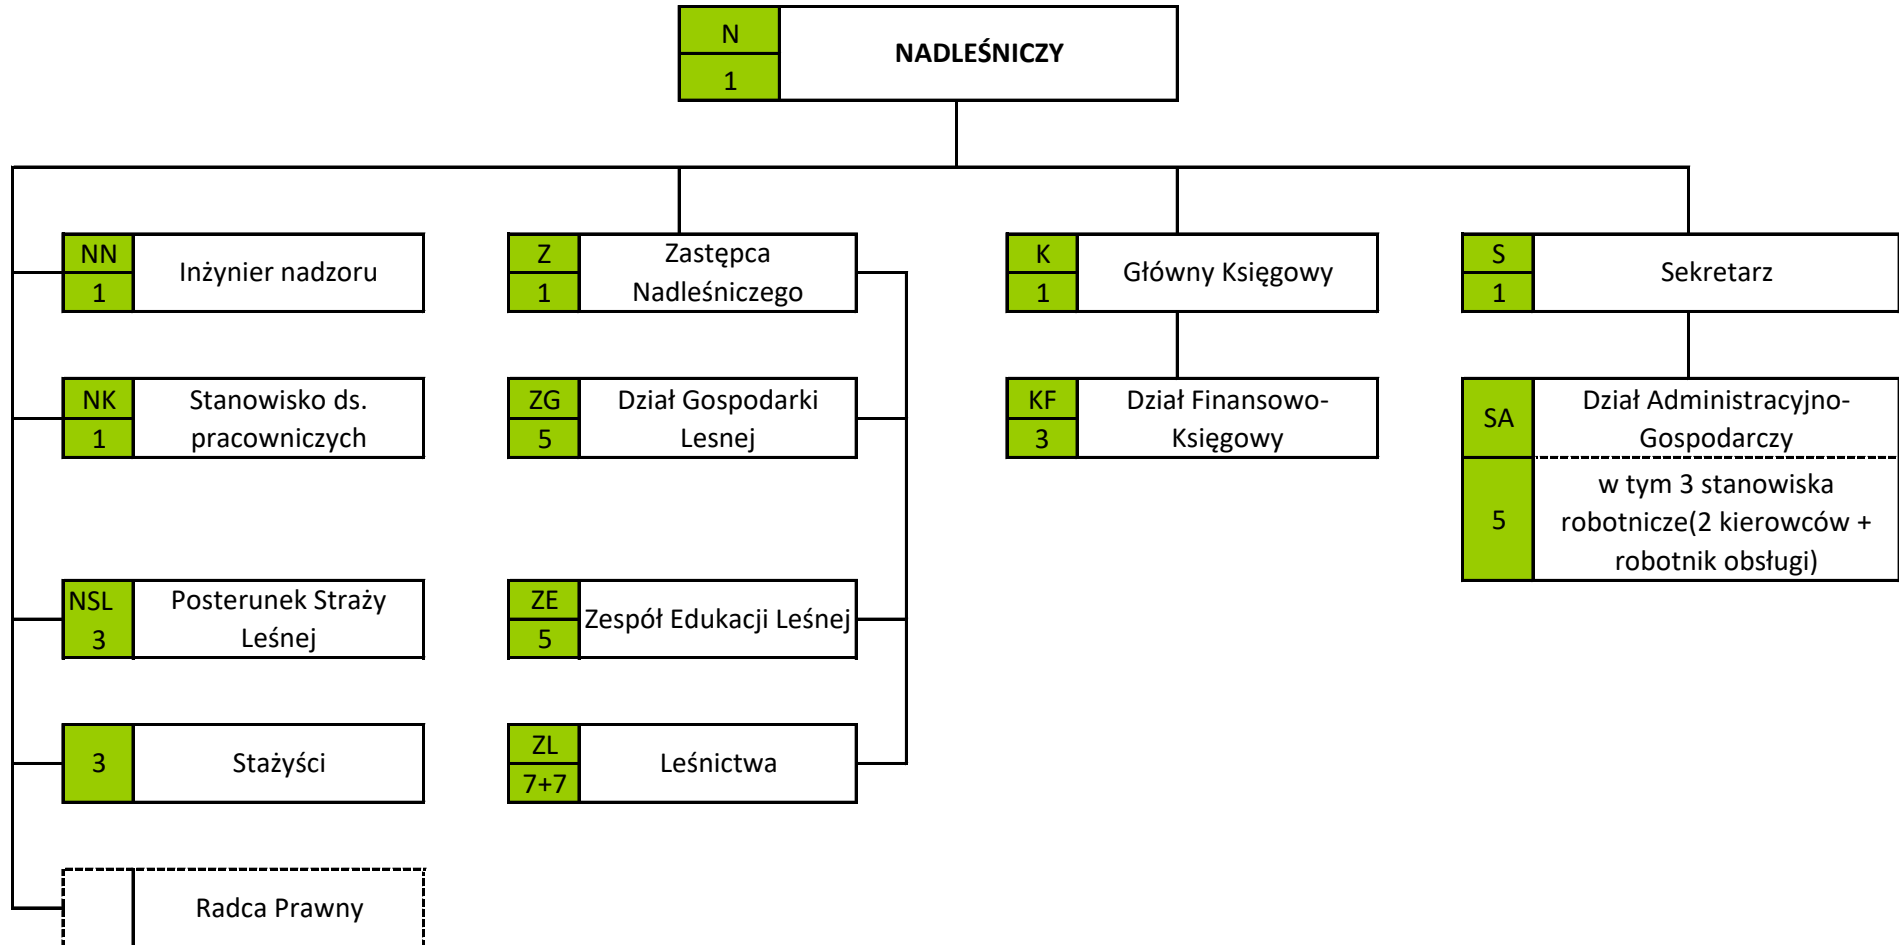 N
NADLEŚNICZY
1
NN
Inżynier nadzoru
1
Z
Zastępca
Nadleśniczego
1
K
Główny Księgowy
1
S
Sekretarz
1
NK
Stanowisko ds.
pracowniczych
1
ZG
Dział Gospodarki
Lesnej
5
KF
Dział Finansowo-
Księgowy
3
SA
Dział Administracyjno-
Gospodarczy
5
w tym 3 stanowiska
robotnicze(2 kierowców +
robotnik obsługi)
NSL
Posterunek Straży
Leśnej
3
ZE
Zespół Edukacji Leśnej
5
3
Stażyści
ZL
Leśnictwa
7+7
Radca Prawny